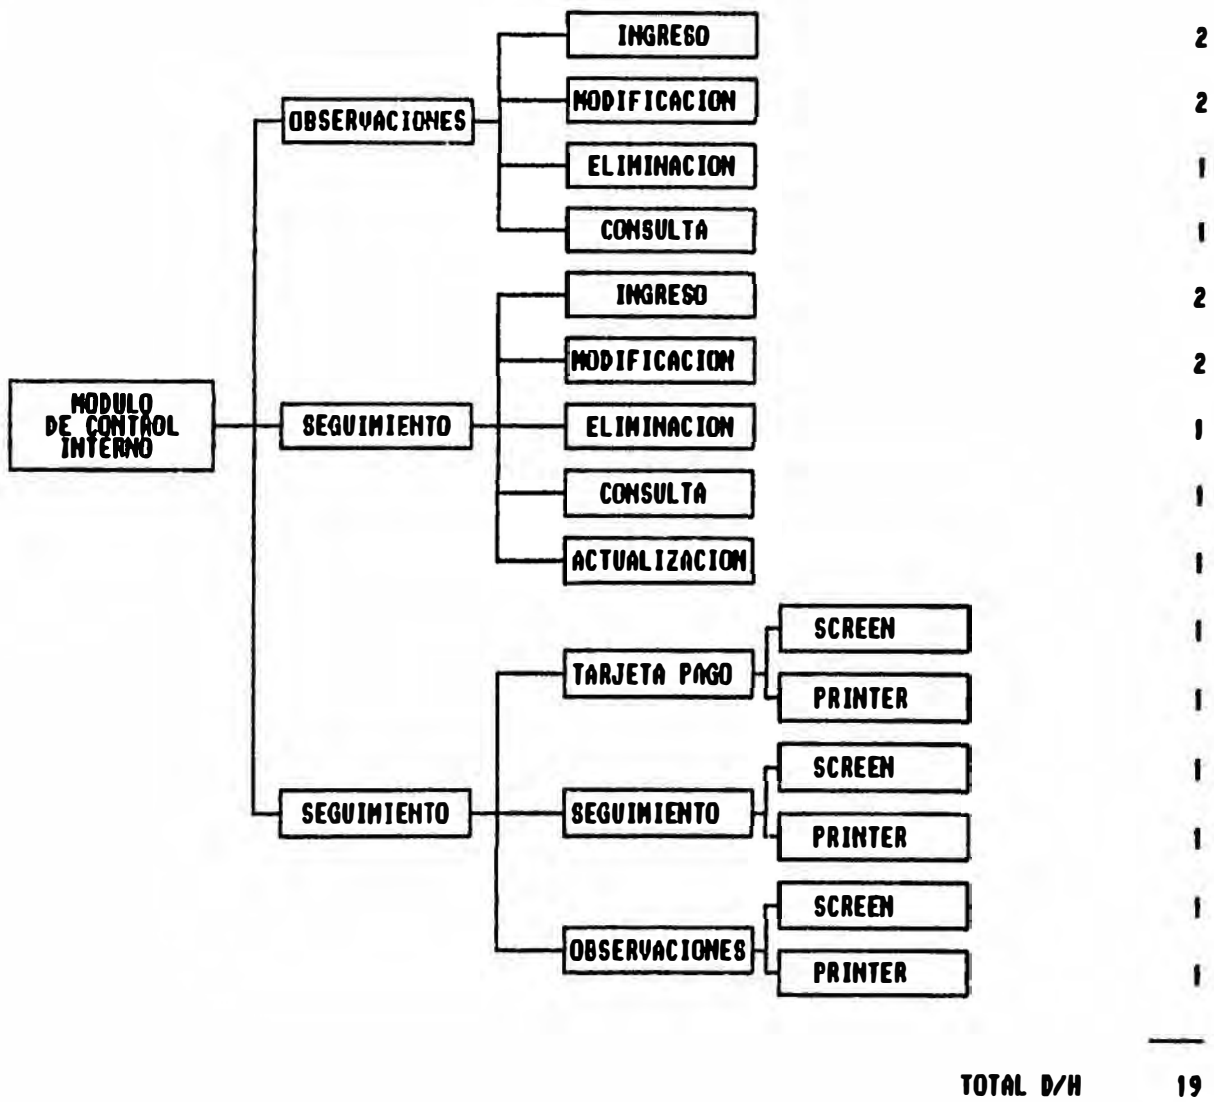 INGRESO 2
MODIFICACION 2
OBSERVACIONES
ELIMINACION 1
CONSULTA 1
INGRESO 2
MODIFICACION 2
MODULO
DE CONTROL
INTERNO
SEGUIMIENTO
ELIMINACION 1
CONSULTA 1
ACTUALIZACION 1
SCREEN 1
TARJETA PAGO
PRINTER 1
SCREEN 1
SEGUIMIENTO
SEGUIMIENTO
PRINTER 1
SCREEN 1
OBSERVACIONES
PRINTER 1
TOTAL D/H 19